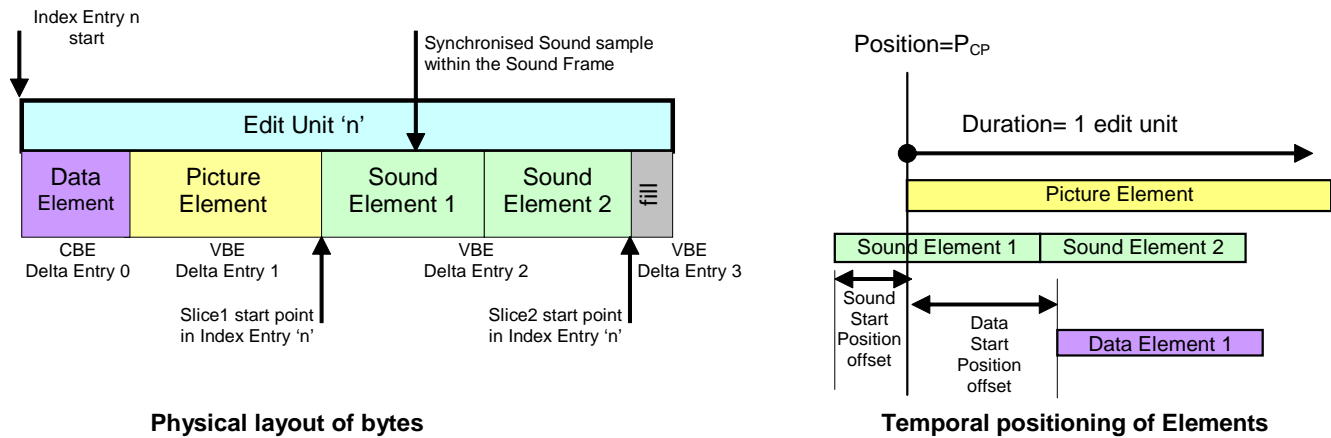 Index Entry n
start
Synchronised Sound sample
within the Sound Frame
Edit Unit ‘n’
Data
Element
Picture
Element
Sound
Element 1
Sound
Element 2
fill
CBE
Delta Entry 0
VBE
Delta Entry 1
VBE
Delta Entry 2
VBE
Delta Entry 3
Slice1 start point
in Index Entry ‘n’
Slice2 start point
in Index Entry ‘n’
Physical layout of bytes
Position=PCP
Duration= 1 edit unit
Picture Element
Sound Element 1
Sound Element 2
Sound
Start
Position
offset
Data
Start
Position
offset
Data Element 1
Temporal positioning of Elements